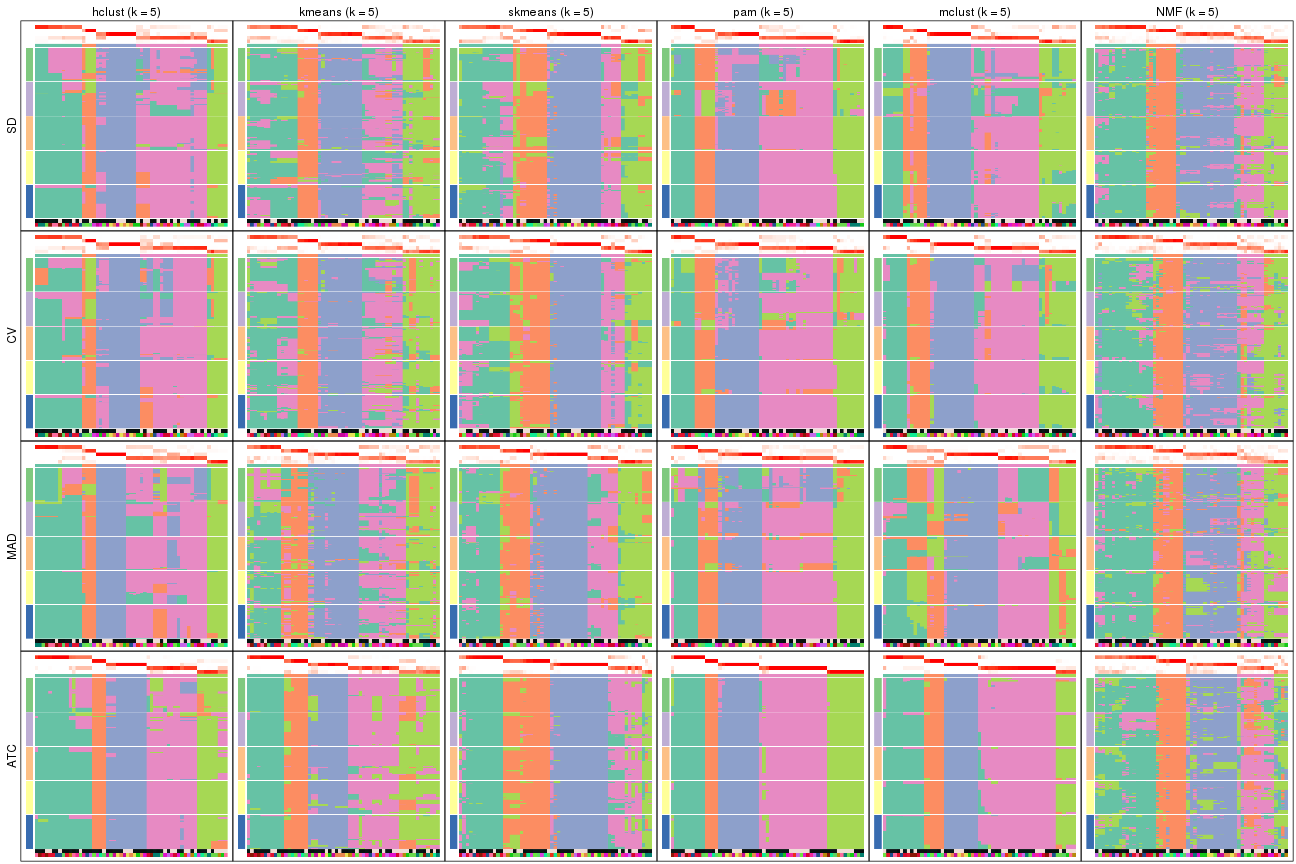 hclust (k = 5)
kmeans (k = 5)
skmeans (k = 5)
pam (k = 5)
mclust (k = 5)
NMF (k = 5)
SD
CV
MAD
ATC